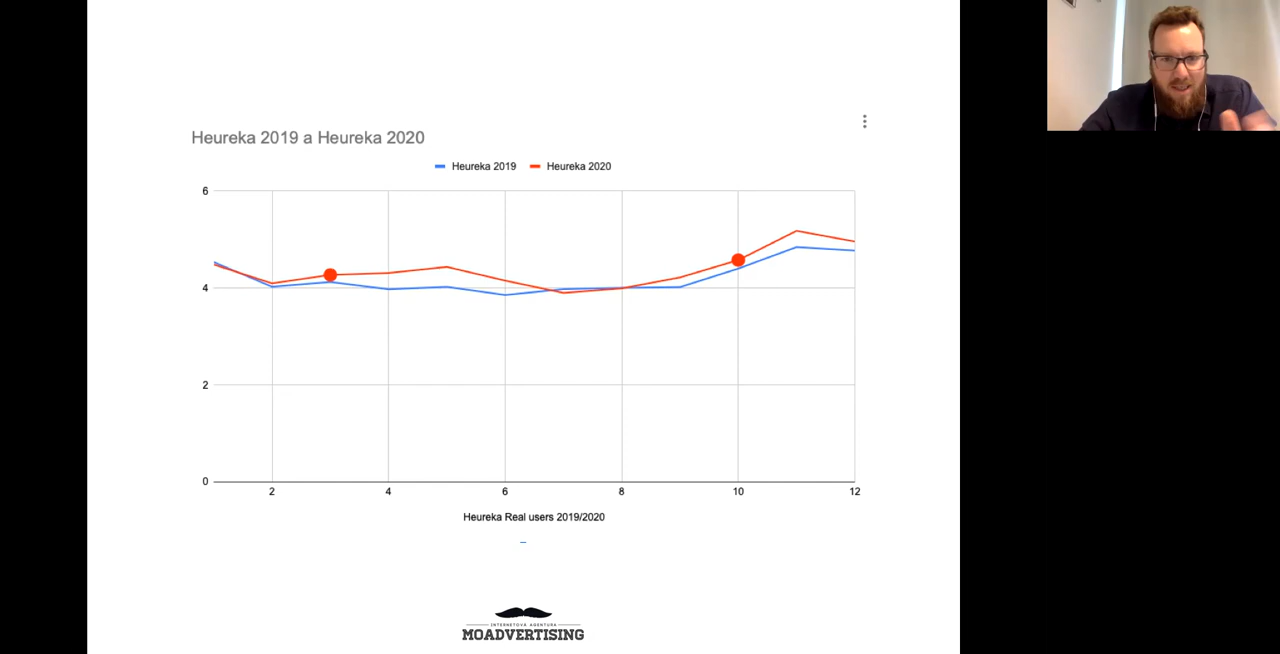 Heureka 2019 a Heureka 2020
Heureka 2019 Heureka 2020
6
4
2
0
2 4 6 8 10 12
Heureka Real users 2019/2020
INTERNETOVÁ AGENTURA
MOADVERTISING